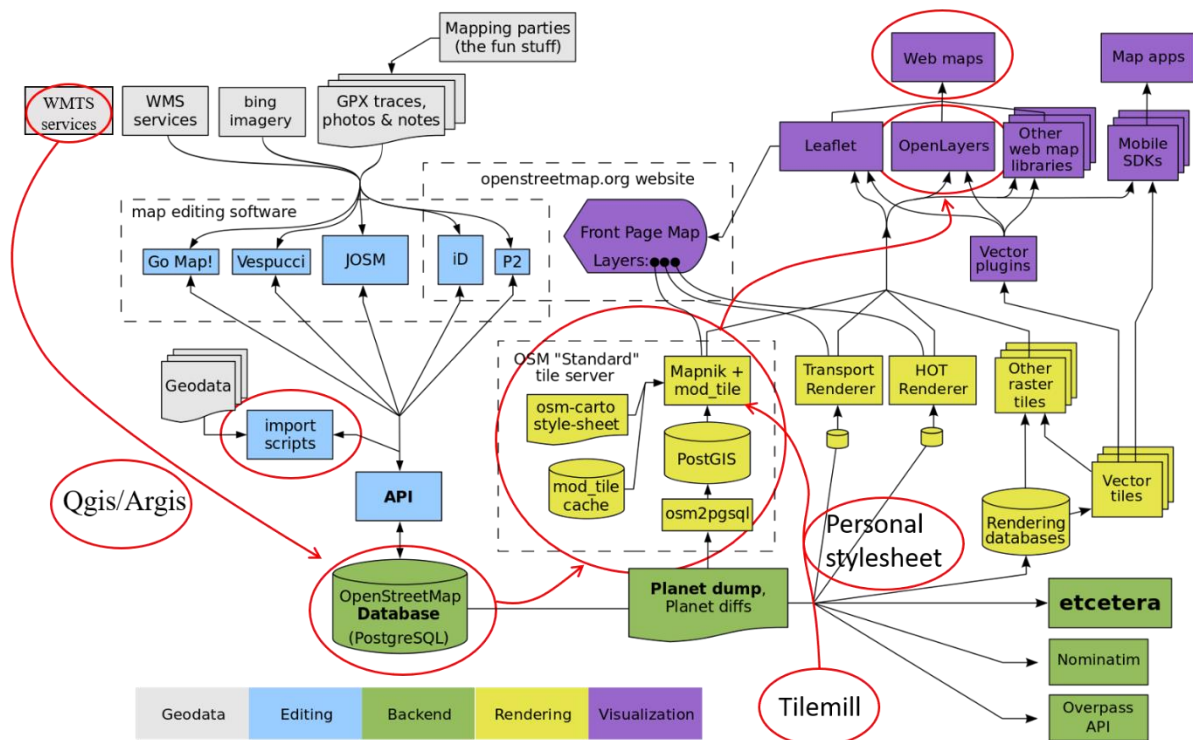 Mapping parties
(the fun stuff)
WMTS
services
WMS
services
bing
imagery
GPX traces,
photos & notes
Web maps
Map apps
Leaflet
OpenLayers
Other
web map
libraries
Mobile
SDKs
openstreetmap.org website
map editing software
Go Map!
Vespucci
JOSM
iD
P2
Front Page Map
Layers:
Vector
plugins
OSM "Standard"
tile server
Mapnik +
mod_tile
Transport
Renderer
HOT
Renderer
Other
raster
tiles
Geodata
import
scripts
osm-carto
style-sheet
PostGIS
mod_tile
cache
osm2pgsql
Vector
tiles
Rendering
databases
Qgis/Argis
API
Personal
stylesheet
OpenStreetMap
Database
(PostgreSQL)
Planet dump,
Planet diffs
etcetera
Nominatim
Overpass
API
Tilemill
Geodata
Editing
Backend
Rendering
Visualization